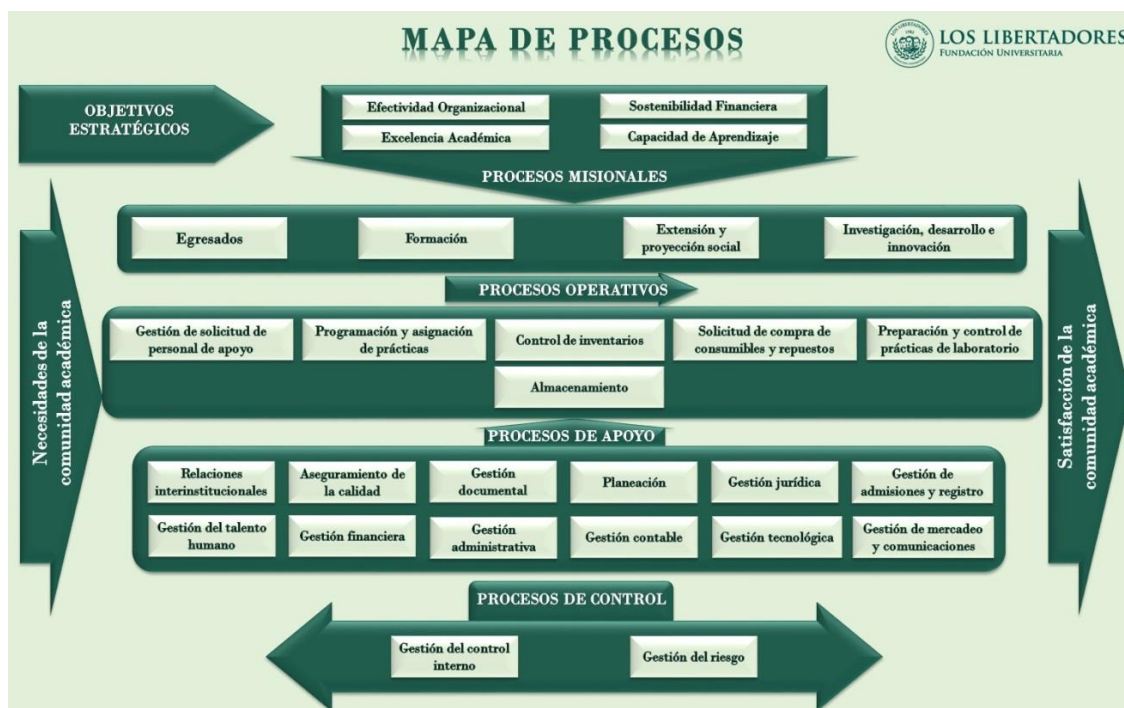 MAPA DE PROCESOS
LOS LIBERTADORES
FUNDACIÓN UNIVERSITARIA
OBJETIVOS
ESTRATÉGICOS
Efectividad Organizacional
Sostenibilidad Financiera
Excelencia Académica
Capacidad de Aprendizaje
PROCESOS MISIONALES
Egresados
Formación
Extensión y
proyección social
Investigación, desarrollo e
innovación
PROCESOS OPERATIVOS
Gestión de solicitud de
personal de apoyo
Programación y asignación
de prácticas
Control de inventarios
Solicitud de compra de
consumibles y repuestos
Preparación y control de
prácticas de laboratorio
Almacenamiento
Necesidades de la
comunidad académica
Satisfacción de la
comunidad académica
PROCESOS DE APOYO
Relaciones
interinstitucionales
Aseguramiento de
la calidad
Gestión
documental
Planeación
Gestión jurídica
Gestión de
admisiones y registro
Gestión del talento
humano
Gestión financiera
Gestión
administrativa
Gestión contable
Gestión tecnológica
Gestión de mercadeo
y comunicaciones
PROCESOS DE CONTROL
Gestión del control
interno
Gestión del riesgo